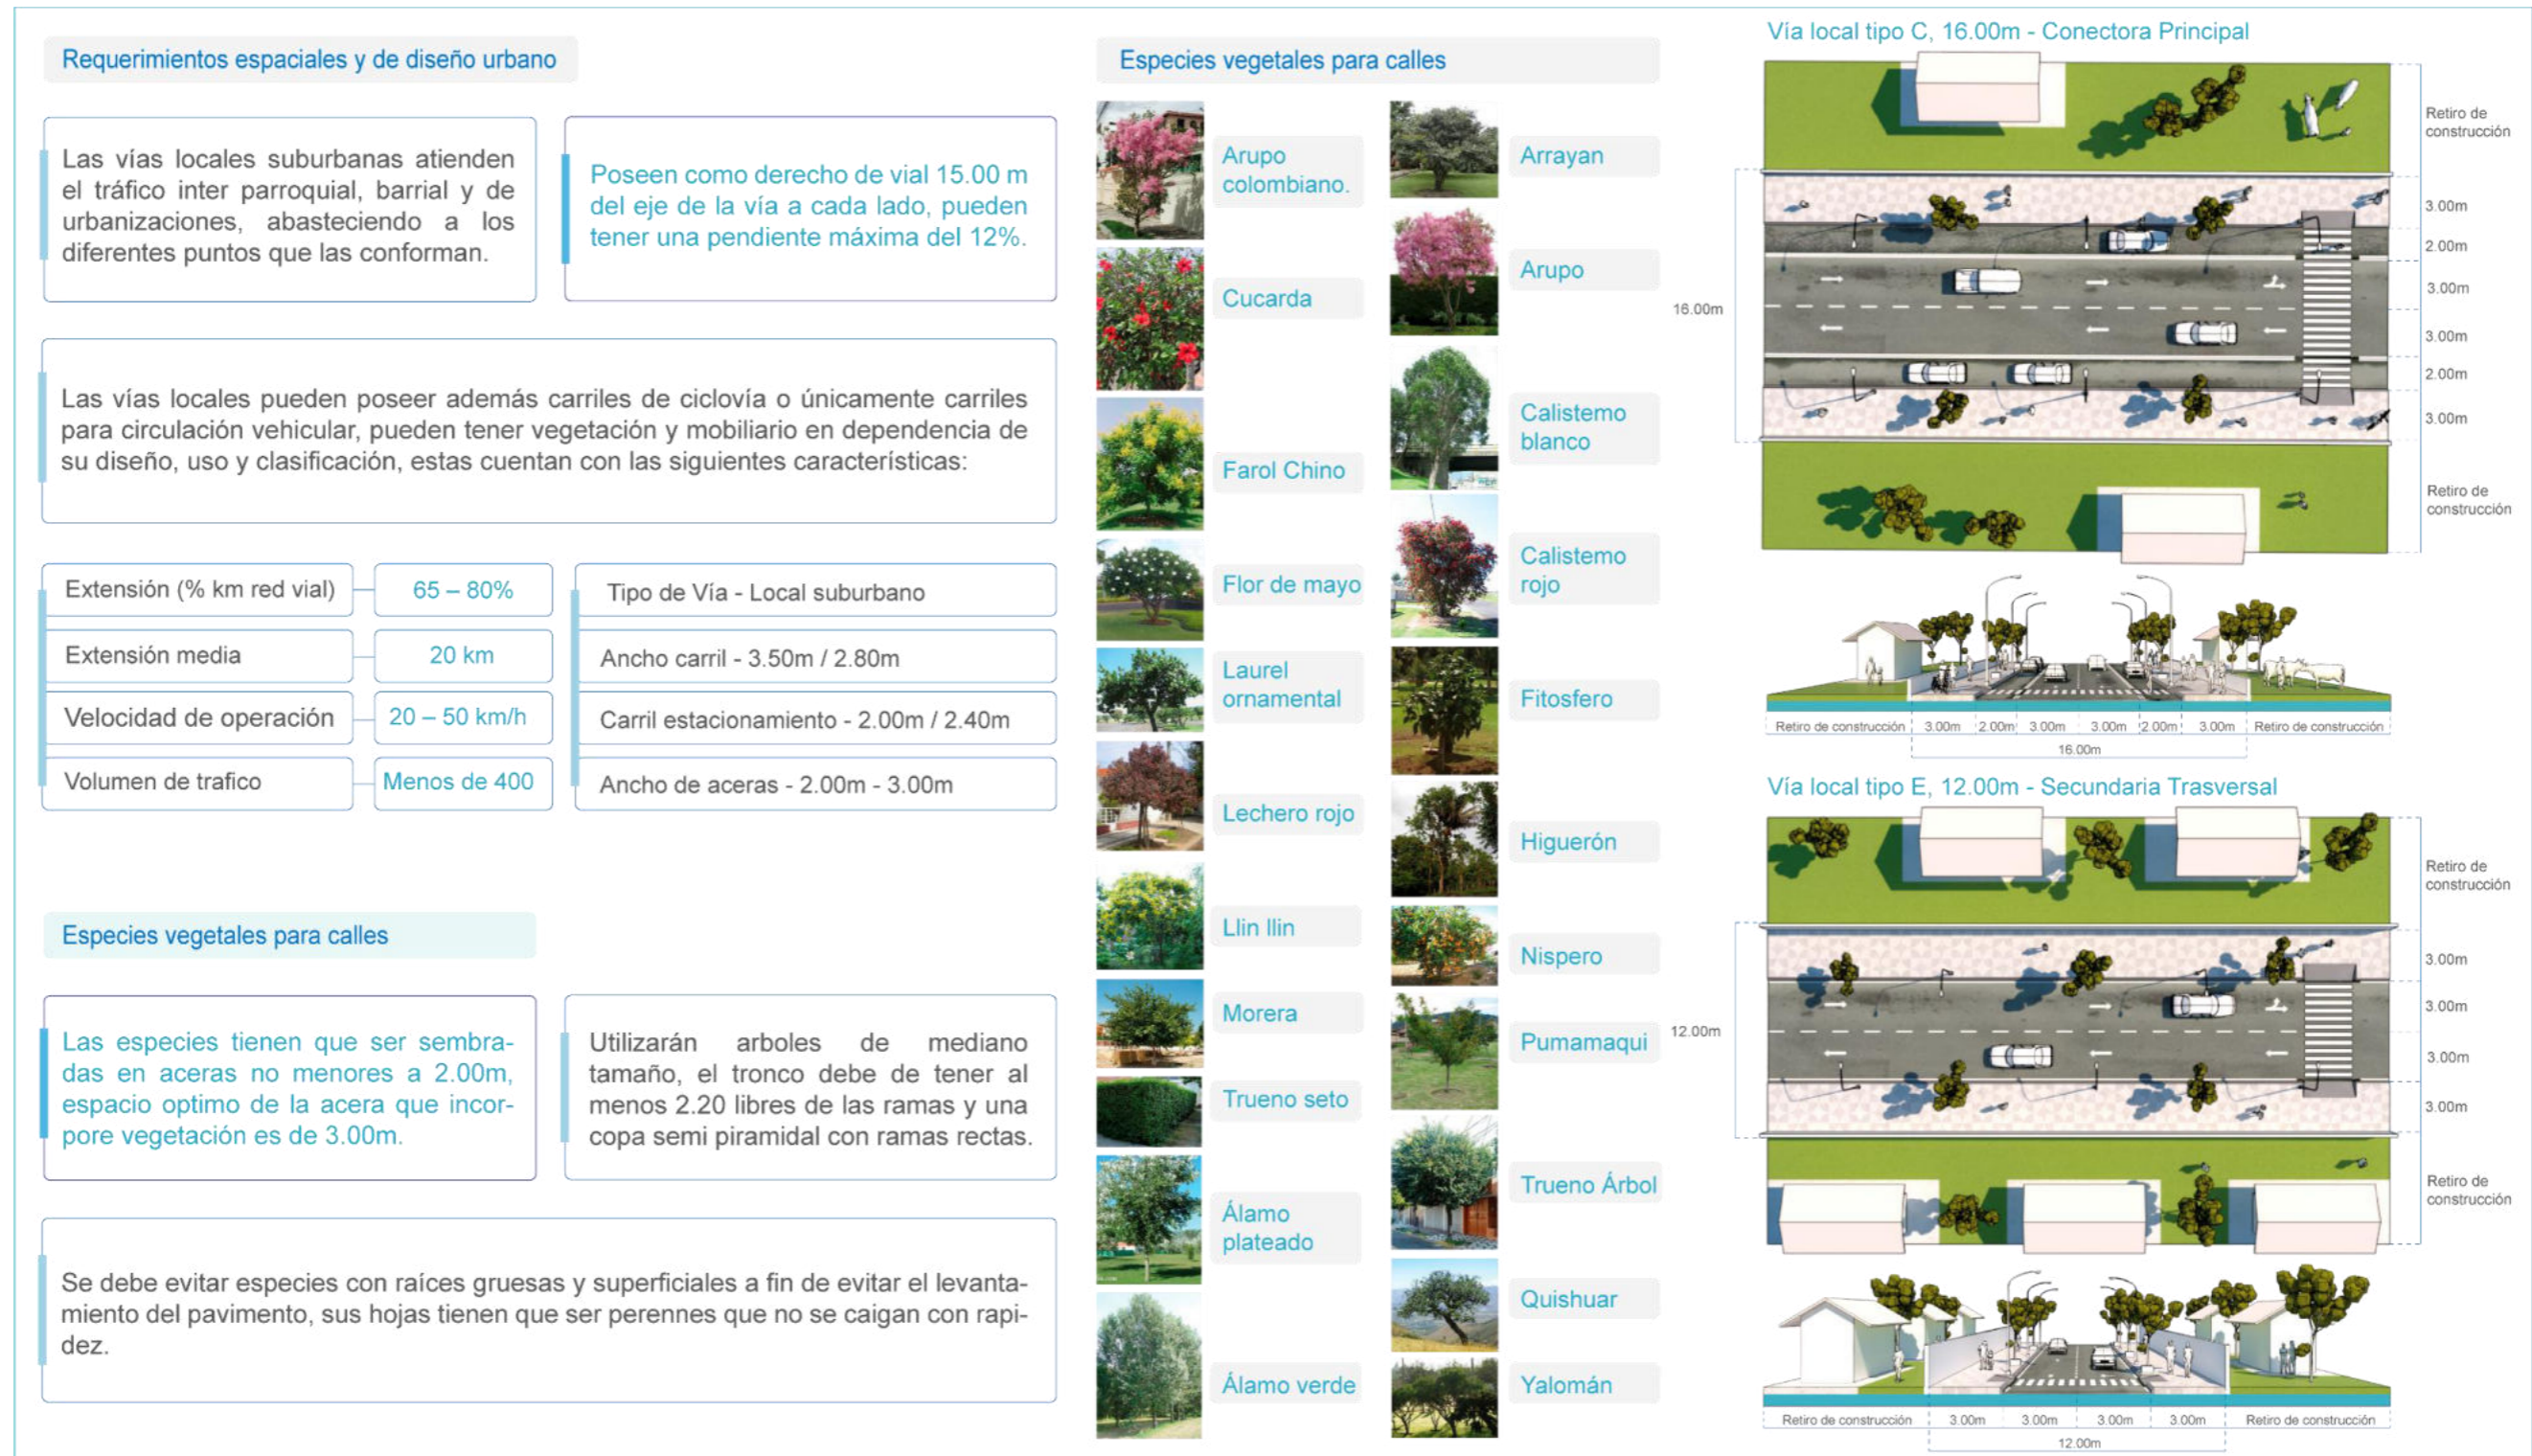 Requerimientos espaciales y de diseño urbano
Las vías locales suburbanas atienden
el tráfico inter parroquial, barrial y de
urbanizaciones, abasteciendo a los
diferentes puntos que las conforman.
Poseen como derecho de vial 15.00 m
del eje de la vía a cada lado, pueden
tener una pendiente máxima del 12%.
Las vías locales pueden poseer además carriles de ciclovía o únicamente carriles
para circulación vehicular, pueden tener vegetación y mobiliario en dependencia de
su diseño, uso y clasificación, estas cuentan con las siguientes características:
Extensión (% km red vial)
65 – 80%
Tipo de Vía - Local suburbano
Extensión media
20 km
Ancho carril - 3.50m / 2.80m
Velocidad de operación
20 – 50 km/h
Carril estacionamiento - 2.00m / 2.40m
Volumen de trafico
Menos de 400
Ancho de aceras - 2.00m - 3.00m
Especies vegetales para calles
Las especies tienen que ser sembra-
das en aceras no menores a 2.00m,
espacio optimo de la acera que incor-
pore vegetación es de 3.00m.
Utilizarán arboles de mediano
tamaño, el tronco debe de tener al
menos 2.20 libres de las ramas y una
copa semi piramidal con ramas rectas.
Se debe evitar especies con raíces gruesas y superficiales a fin de evitar el levanta-
miento del pavimento, sus hojas tienen que ser perennes que no se caigan con rapi-
dez.
Especies vegetales para calles
Arupo
colombiano.
Cucarda
Farol Chino
Flor de mayo
Laurel
ornamental
Lechero rojo
Llin llin
Morera
Trueno seto
Álamo
plateado
Álamo verde
Arrayan
Arupo
Calistemo
blanco
Calistemo
rojo
Fitosfero
Higuerón
Nispero
Pumamaqui
Trueno Árbol
Quishuar
Yalomán
Vía local tipo C, 16.00m - Conectora Principal
Retiro de
construcción
3.00m
2.00m
3.00m
16.00m
3.00m
2.00m
3.00m
Retiro de
construcción
Retiro de construcción 3.00m 2.00m 3.00m 3.00m 2.00m 3.00m Retiro de construcción
16.00m
Vía local tipo E, 12.00m - Secundaria Trasversal
Retiro de
construcción
3.00m
3.00m
12.00m
3.00m
3.00m
Retiro de
construcción
Retiro de construcción 3.00m 3.00m 3.00m 3.00m Retiro de construcción
12.00m